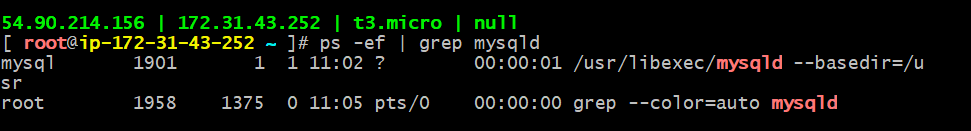 54.90.214.156 | 172.31.43.252 | t3.micro | null
[ root@ip-172-31-43-252 ~ ]# ps -ef | grep mysqld
mysql 1901 1 1 11:02 ? 00:00:01 /usr/libexec/mysqld --basedir=/u
sr
root 1958 1375 0 11:05 pts/0 00:00:00 grep --color=auto mysqld